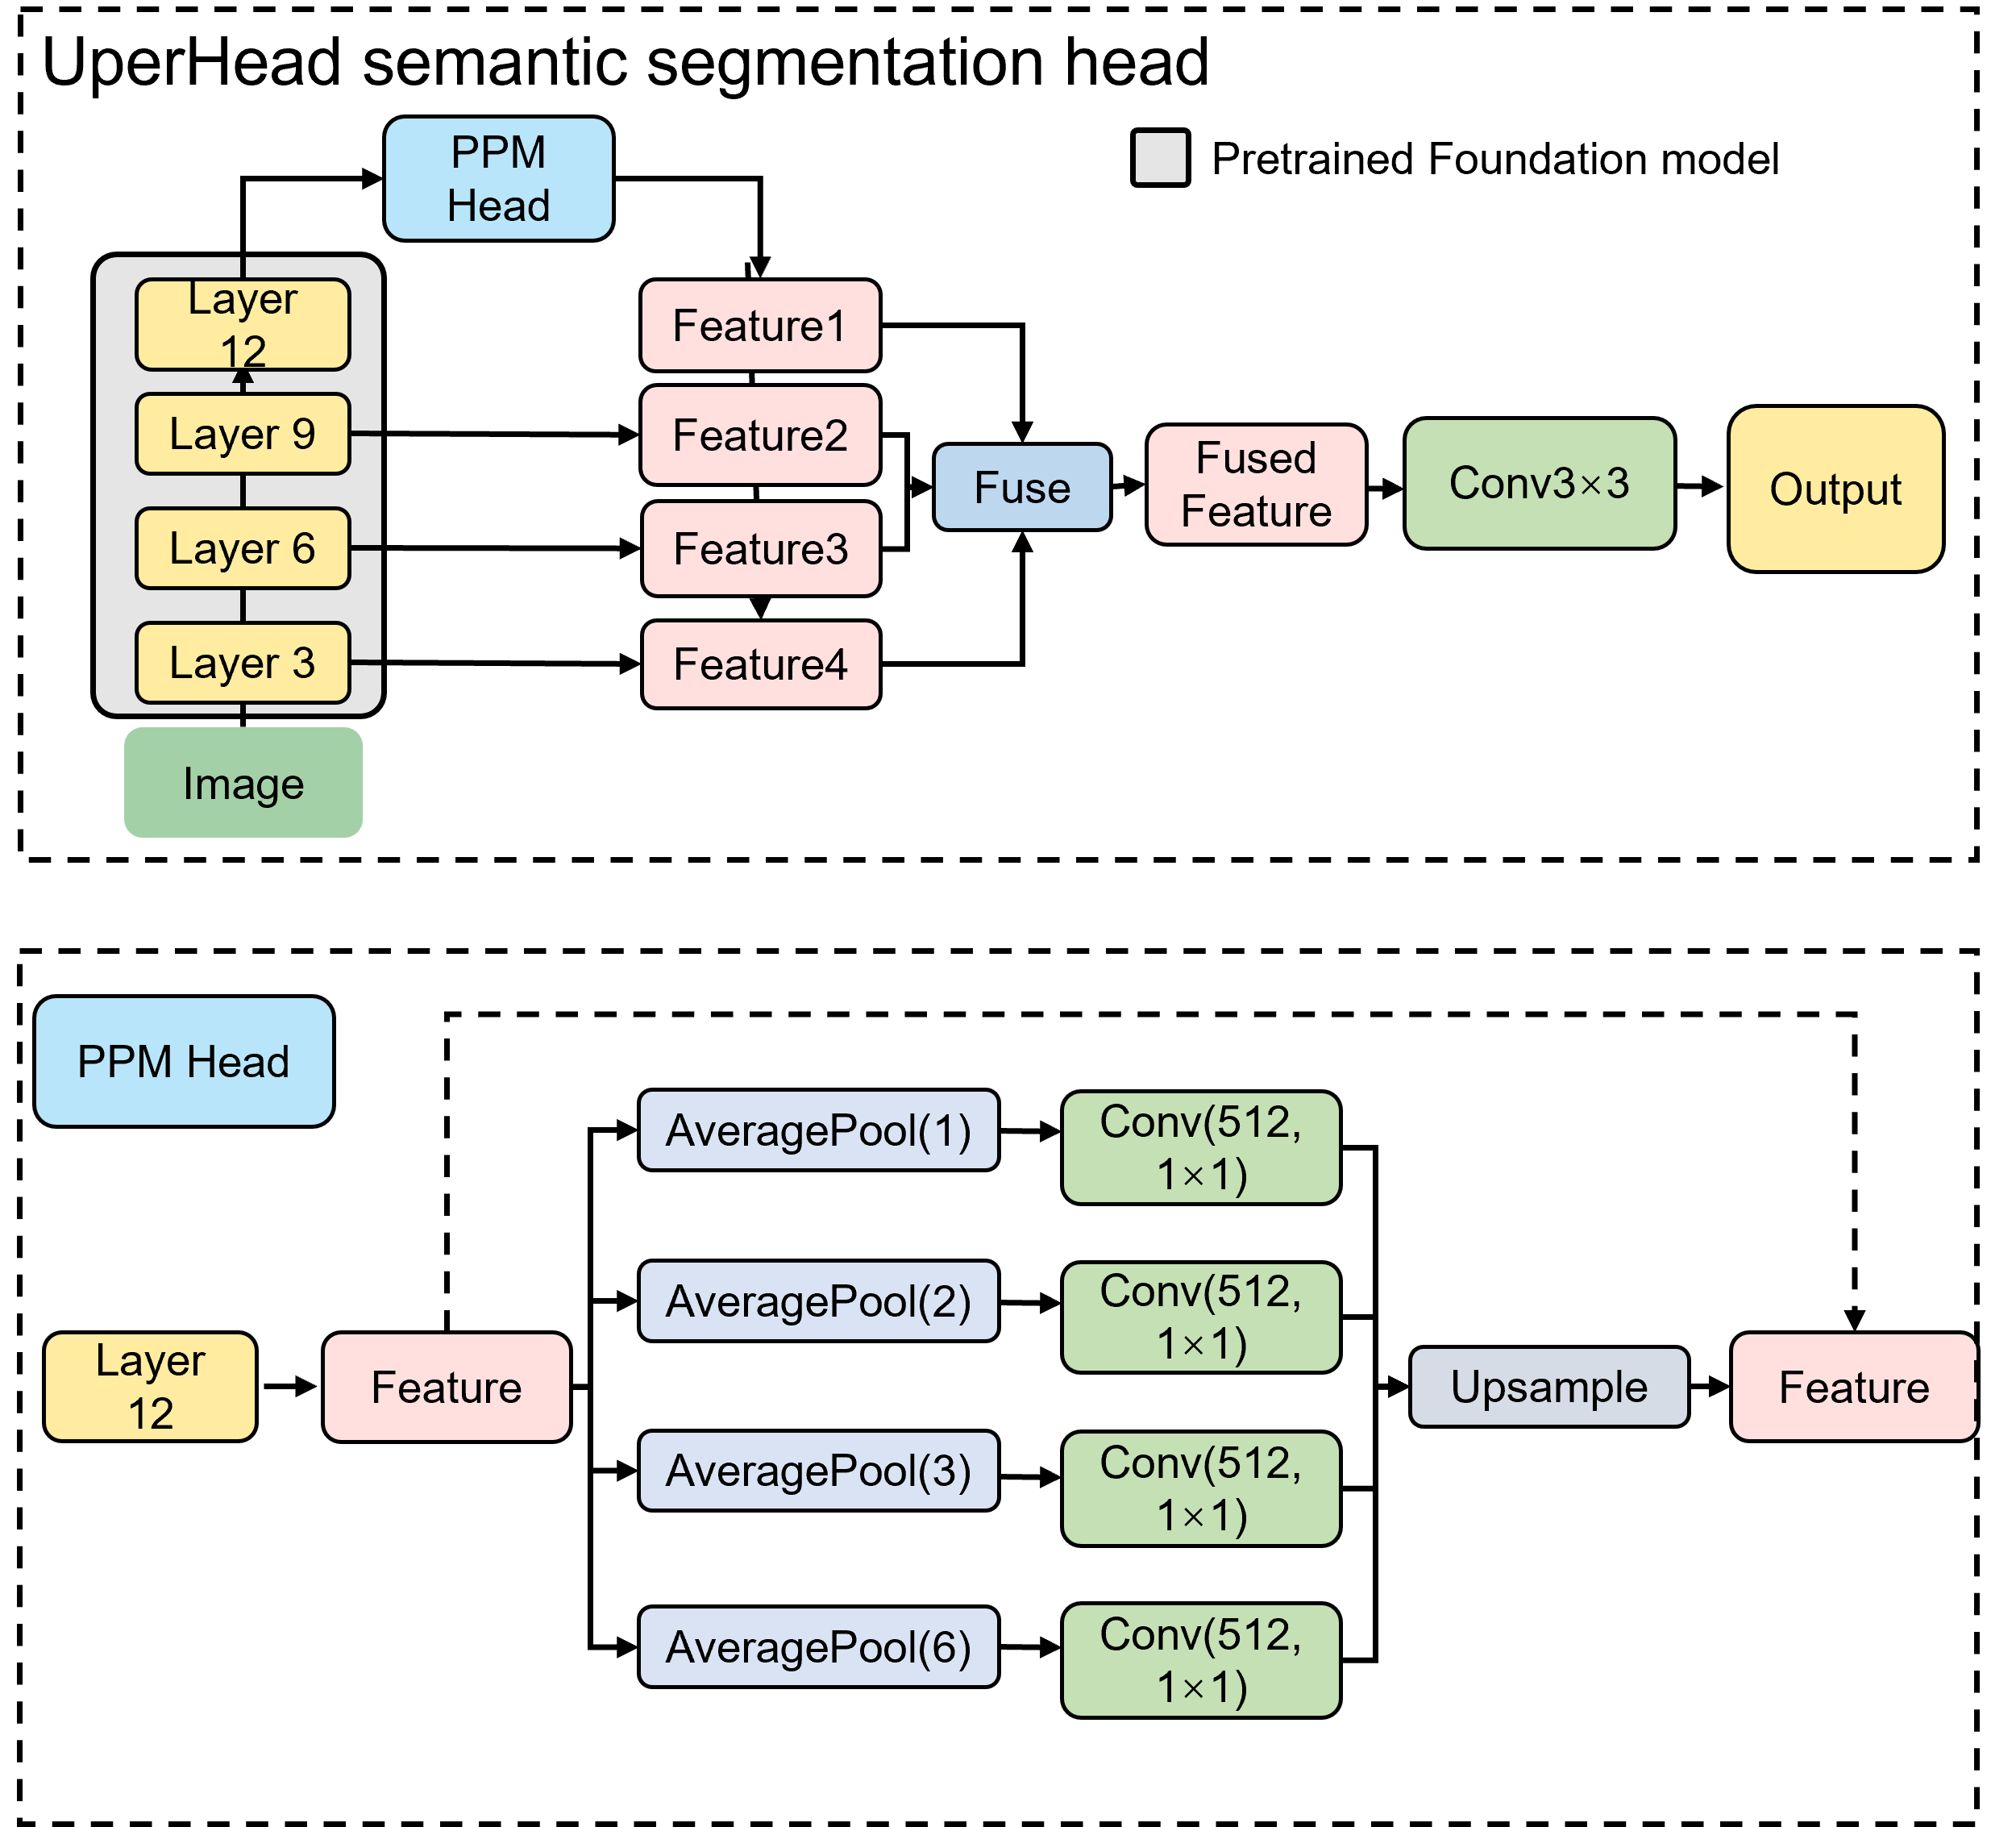 UperHead semantic segmentation head
PPM
Head
Pretrained Foundation model
Layer
12
Layer 9
Layer 6
Layer 3
Image
Feature1
Feature2
Feature3
Feature4
Fuse
Fused
Feature
Conv3×3
Output
PPM Head
Layer
12
Feature
AveragePool(1)
Conv(512,
1×1)
AveragePool(2)
Conv(512,
1×1)
AveragePool(3)
Conv(512,
1×1)
AveragePool(6)
Conv(512,
1×1)
Upsample
Feature